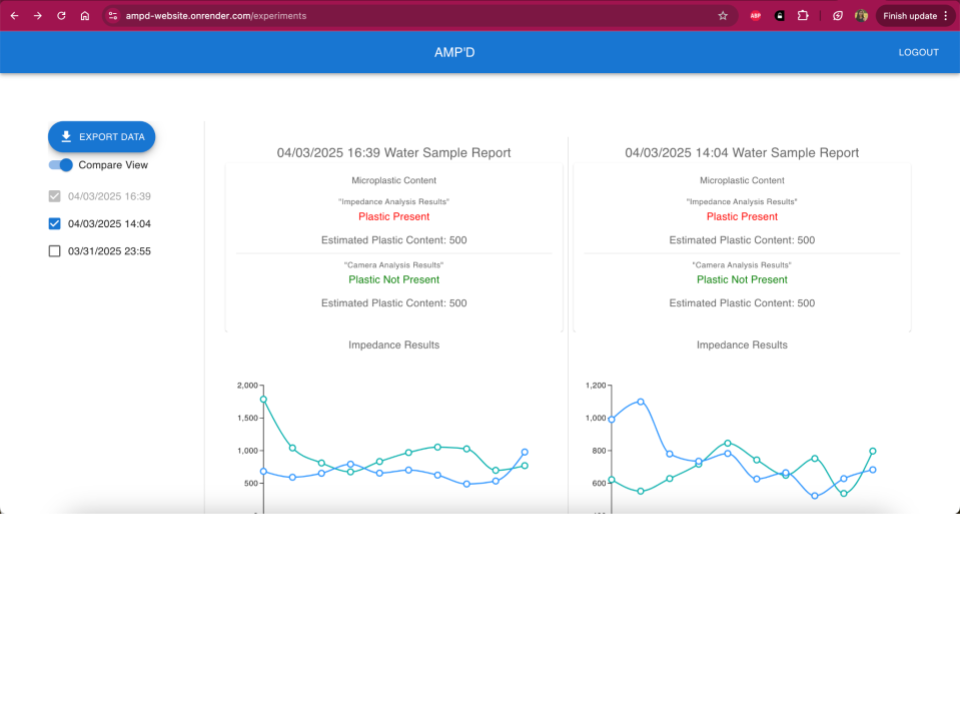 ampd-website.onrender.com/experiments
ABP
Finish update
AMP'D
LOGOUT
EXPORT DATA
Compare View
04/03/2025 16:39
04/03/2025 14:04
03/31/2025 23:55
04/03/2025 16:39 Water Sample Report
Microplastic Content
"Impedance Analysis Results"
Plastic Present
Estimated Plastic Content: 500
"Camera Analysis Results"
Plastic Not Present
Estimated Plastic Content: 500
Impedance Results
2,000
1,500
1,000
500
04/03/2025 14:04 Water Sample Report
Microplastic Content
"Impedance Analysis Results"
Plastic Present
Estimated Plastic Content: 500
"Camera Analysis Results"
Plastic Not Present
Estimated Plastic Content: 500
Impedance Results
1,200
1,000
800
600